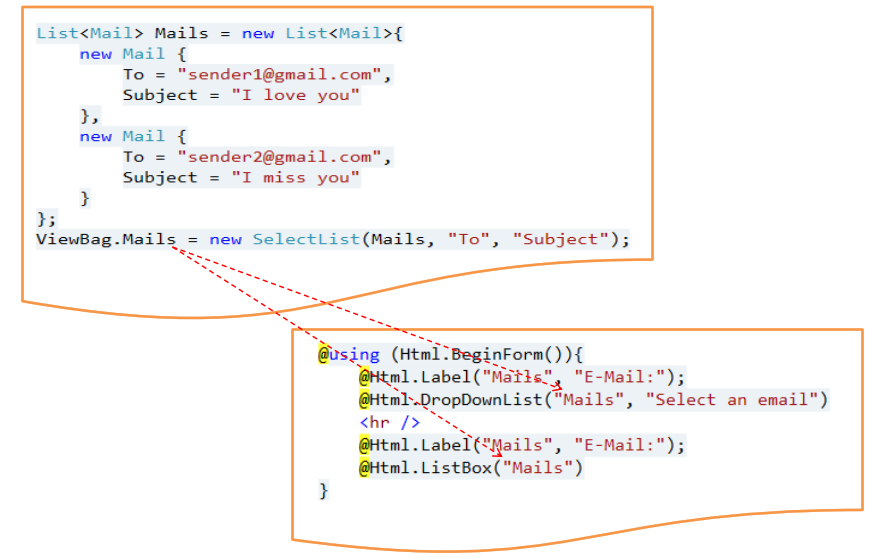 List<Mail> Mails = new List<Mail>{
    new Mail {
        To = "sender1@gmail.com",
        Subject = "I love you"
    },
    new Mail {
        To = "sender2@gmail.com",
        Subject = "I miss you"
    }
};
ViewBag.Mails = new SelectList(Mails, "To", "Subject");
@using (Html.BeginForm()){
    @Html.Label("Mails", "E-Mail:");
    @Html.DropDownList("Mails", "Select an email")
    <hr />
    @Html.Label("Mails", "E-Mail:");
    @Html.ListBox("Mails")
}